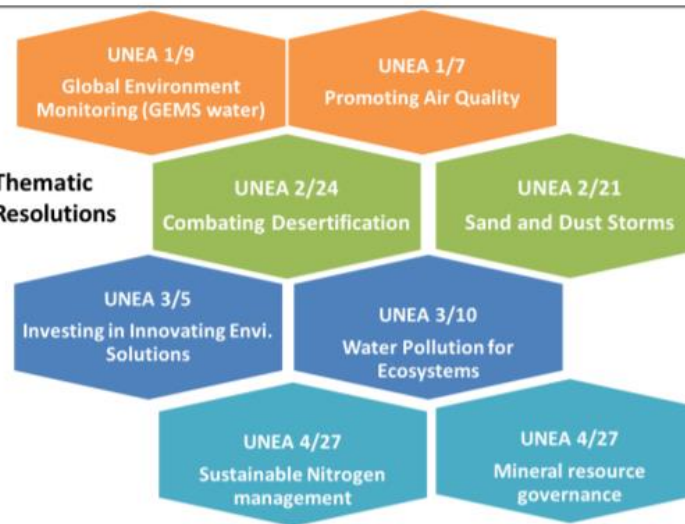 UNEA 1/9
Global Environment
Monitoring (GEMS water)
UNEA 1/7
Promoting Air Quality
Thematic
Resolutions
UNEA 2/24
Combating Desertification
UNEA 2/21
Sand and Dust Storms
UNEA 3/5
Investing in Innovating Envi.
Solutions
UNEA 3/10
Water Pollution for
Ecosystems
UNEA 4/27
Sustainable Nitrogen
management
UNEA 4/27
Mineral resource
governance